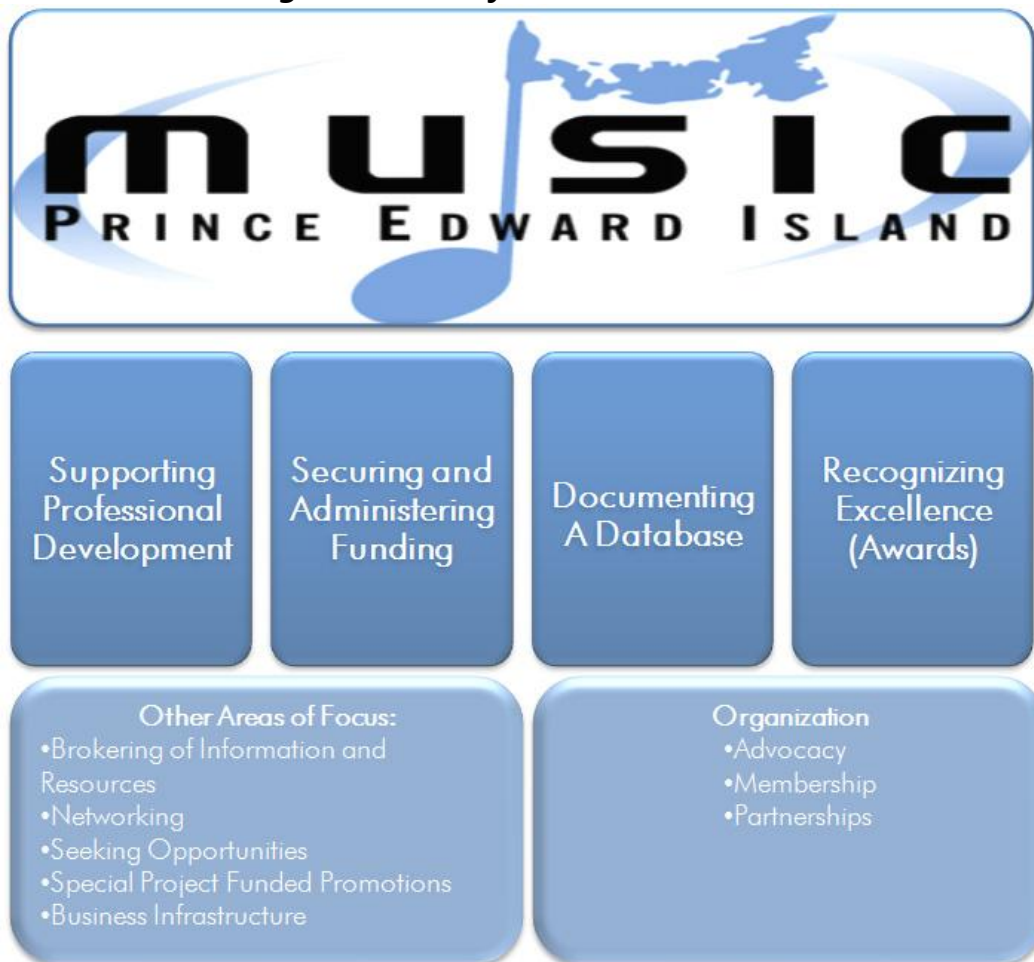 music
PRINCE EDWARD ISLAND
Supporting
Professional
Development
Securing and
Administering
Funding
Documenting
A Database
Recognizing
Excellence
(Awards)
Other Areas of Focus:
•Brokering of Information and
Resources
•Networking
•Seeking Opportunities
•Special Project Funded Promotions
•Business Infrastructure
Organization
•Advocacy
•Membership
•Partnerships